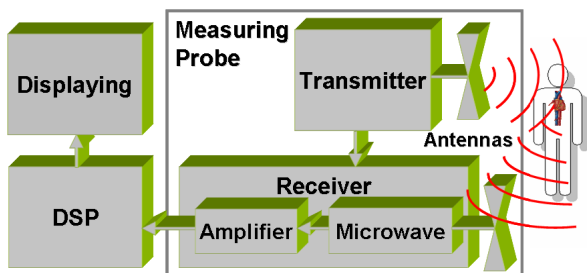 Measuring
Probe
Displaying
Transmitter
Antennas
DSP
Receiver
Amplifier
Microwave